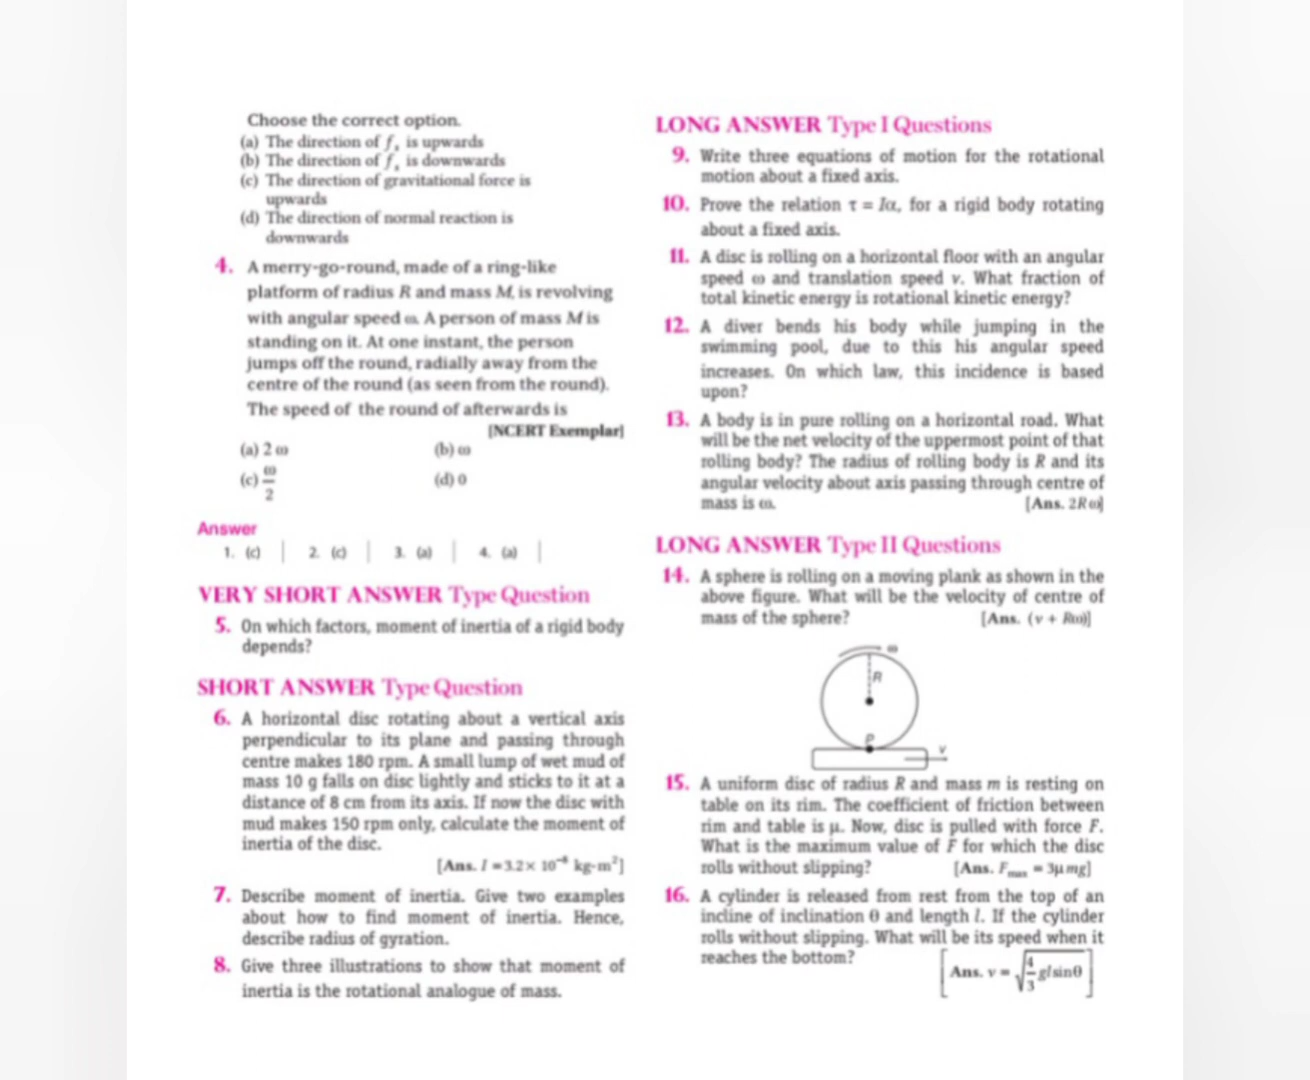 Choose the correct option.
(a) The direction of fs is upwards
(b) The direction of fs is downwards
(c) The direction of gravitational force is
upwards
(d) The direction of normal reaction is
downwards
4. A merry-go-round, made of a ring-like
platform of radius R and mass M, is revolving
with angular speed ω. A person of mass M is
standing on it. At one instant, the person
jumps off the round, radially away from the
centre of the round (as seen from the round).
The speed of the round of afterwards is
[NCERT Exemplar]
(a) 2 ω (b) ω
(c) ω/2 (d) 0
Answer
1. (c) | 2. (c) | 3. (a) | 4. (a) |
VERY SHORT ANSWER Type Question
5. On which factors, moment of inertia of a rigid body
depends?
SHORT ANSWER Type Question
6. A horizontal disc rotating about a vertical axis
perpendicular to its plane and passing through
centre makes 180 rpm. A small lump of wet mud of
mass 10 g falls on disc lightly and sticks to it at a
distance of 8 cm from its axis. If now the disc with
mud makes 150 rpm only, calculate the moment of
inertia of the disc.
[Ans. I = 3.2 × 10⁻⁴ kg-m²]
7. Describe moment of inertia. Give two examples
about how to find moment of inertia. Hence,
describe radius of gyration.
8. Give three illustrations to show that moment of
inertia is the rotational analogue of mass.
LONG ANSWER Type I Questions
9. Write three equations of motion for the rotational
motion about a fixed axis.
10. Prove the relation τ = Iα, for a rigid body rotating
about a fixed axis.
11. A disc is rolling on a horizontal floor with an angular
speed ω and translation speed v. What fraction of
total kinetic energy is rotational kinetic energy?
12. A diver bends his body while jumping in the
swimming pool, due to this his angular speed
increases. On which law, this incidence is based
upon?
13. A body is in pure rolling on a horizontal road. What
will be the net velocity of the uppermost point of that
rolling body? The radius of rolling body is R and its
angular velocity about axis passing through centre of
mass is ω. [Ans. 2Rω]
LONG ANSWER Type II Questions
14. A sphere is rolling on a moving plank as shown in the
above figure. What will be the velocity of centre of
mass of the sphere? [Ans. (v + Rω)]
ω
R
P
v
15. A uniform disc of radius R and mass m is resting on
table on its rim. The coefficient of friction between
rim and table is μ. Now, disc is pulled with force F.
What is the maximum value of F for which the disc
rolls without slipping? [Ans. Fmax = 3μ mg]
16. A cylinder is released from rest from the top of an
incline of inclination θ and length l. If the cylinder
rolls without slipping. What will be its speed when it
reaches the bottom? [Ans. v = √(4/3 gl sinθ)]